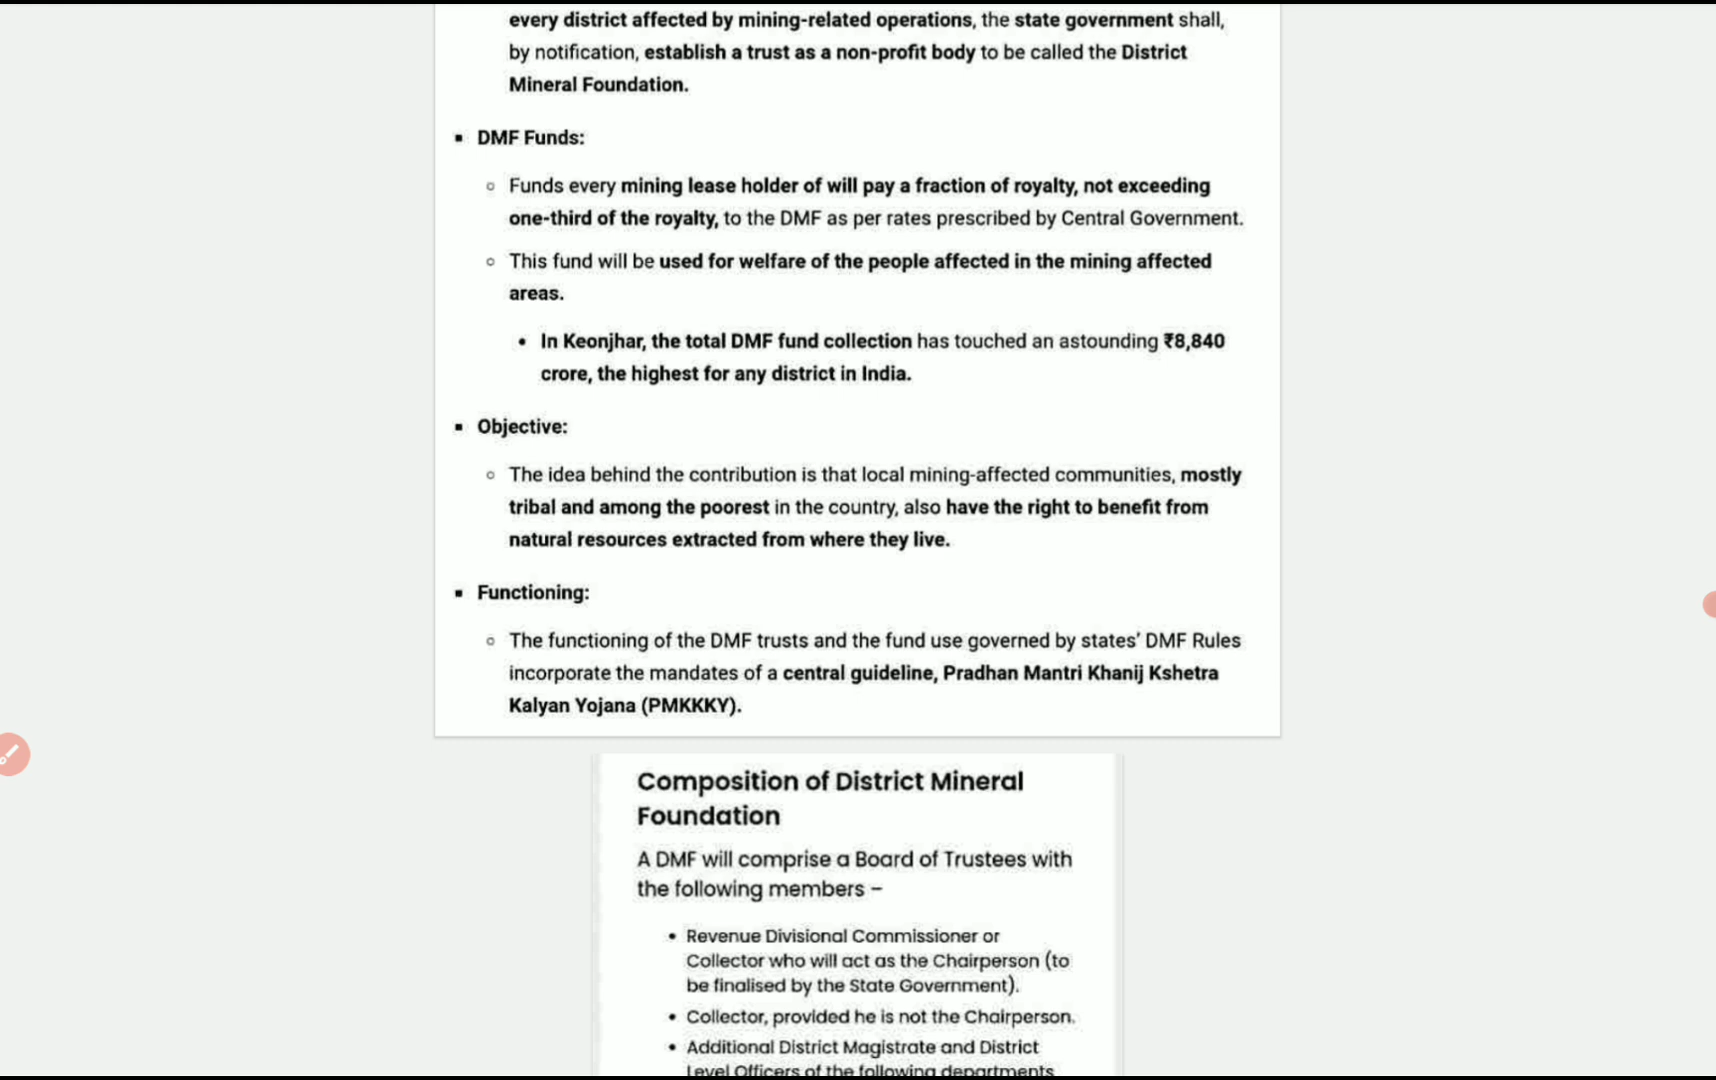 every district affected by mining-related operations, the state government shall,
by notification, establish a trust as a non-profit body to be called the District
Mineral Foundation.
▪ DMF Funds:
○ Funds every mining lease holder of will pay a fraction of royalty, not exceeding
one-third of the royalty, to the DMF as per rates prescribed by Central Government.
○ This fund will be used for welfare of the people affected in the mining affected
areas.
• In Keonjhar, the total DMF fund collection has touched an astounding ₹8,840
crore, the highest for any district in India.
▪ Objective:
○ The idea behind the contribution is that local mining-affected communities, mostly
tribal and among the poorest in the country, also have the right to benefit from
natural resources extracted from where they live.
▪ Functioning:
○ The functioning of the DMF trusts and the fund use governed by states’ DMF Rules
incorporate the mandates of a central guideline, Pradhan Mantri Khanij Kshetra
Kalyan Yojana (PMKKKY).
Composition of District Mineral
Foundation
A DMF will comprise a Board of Trustees with
the following members –
• Revenue Divisional Commissioner or
Collector who will act as the Chairperson (to
be finalised by the State Government).
• Collector, provided he is not the Chairperson.
• Additional District Magistrate and District
Level Officers of the following departments